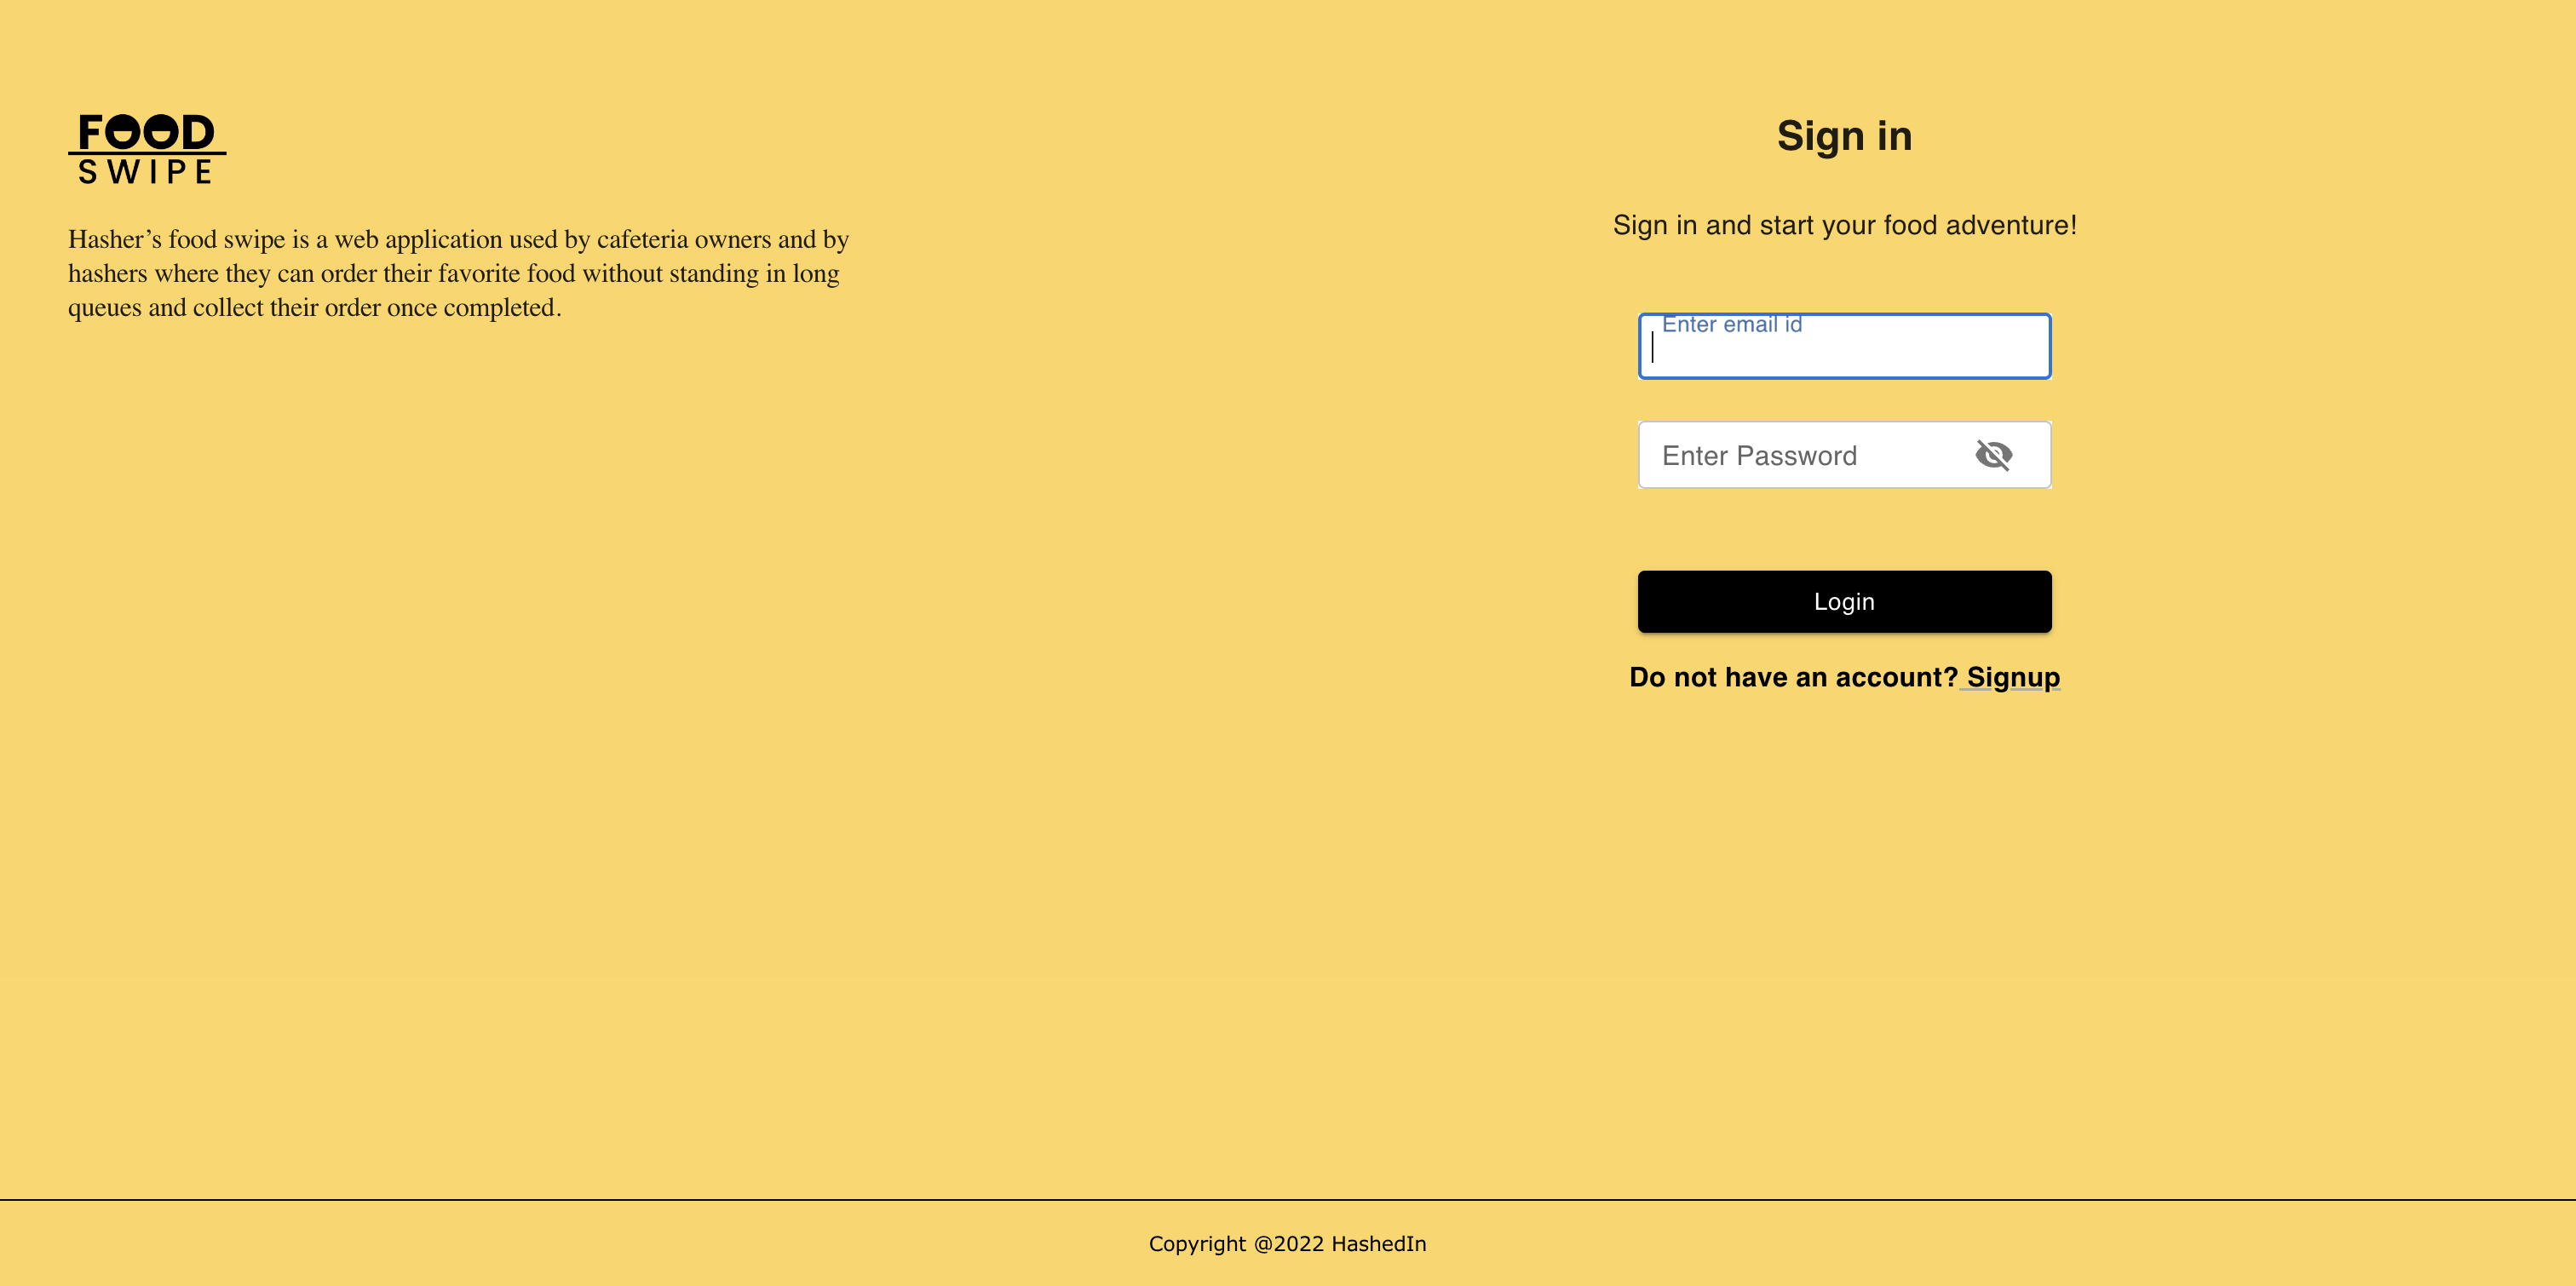 FOOD
SWIPE
Hasher’s food swipe is a web application used by cafeteria owners and by
hashers where they can order their favorite food without standing in long
queues and collect their order once completed.
Sign in
Sign in and start your food adventure!
Enter email id
Enter Password
Login
Do not have an account? Signup
Copyright @2022 HashedIn